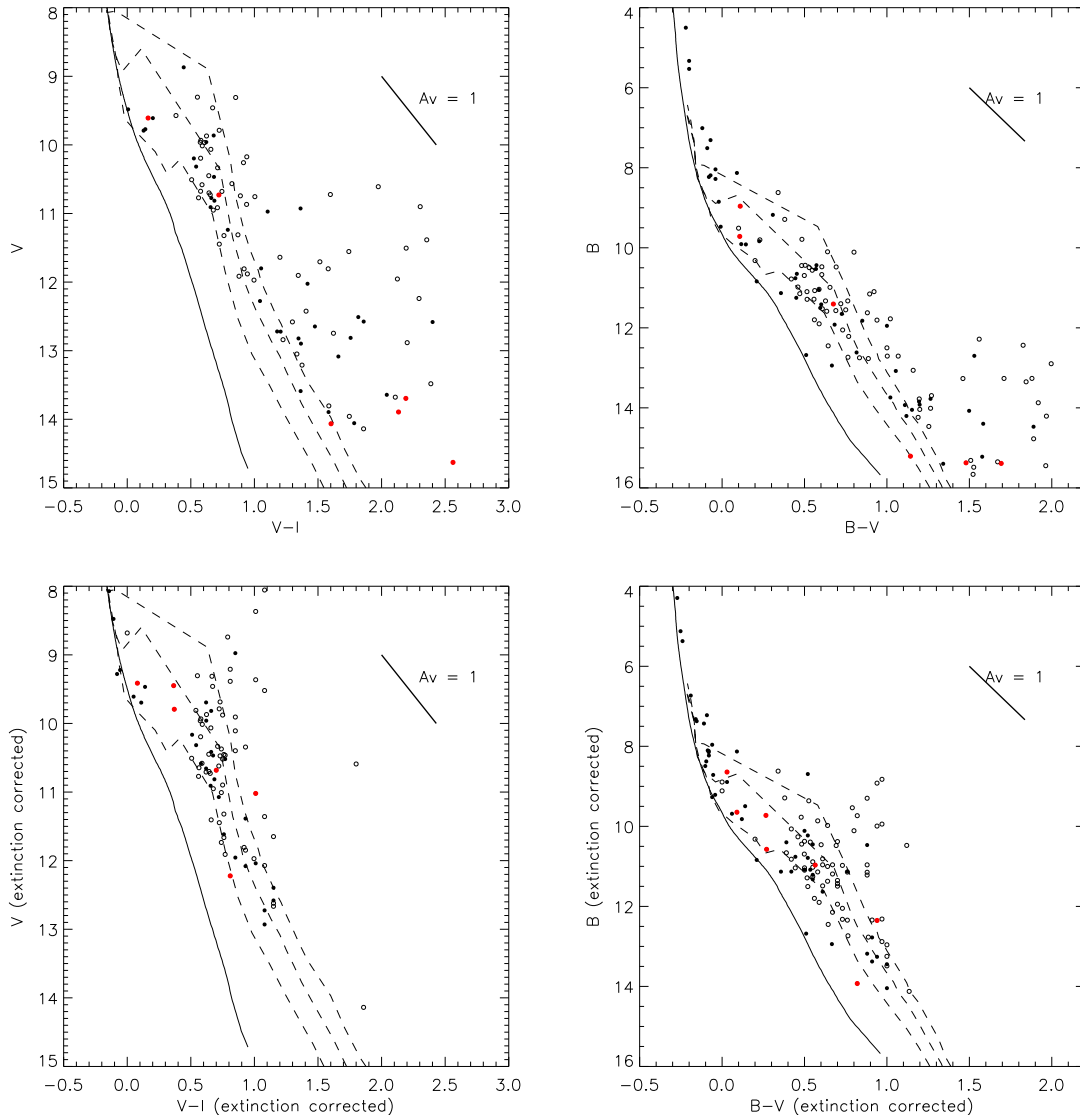 8
9
10
11
12
13
14
15
V
-0.5 0.0 0.5 1.0 1.5 2.0 2.5 3.0
V-I
Av = 1
4
6
8
10
12
14
16
B
-0.5 0.0 0.5 1.0 1.5 2.0
B-V
Av = 1
8
9
10
11
12
13
14
15
V (extinction corrected)
-0.5 0.0 0.5 1.0 1.5 2.0 2.5 3.0
V-I (extinction corrected)
Av = 1
4
6
8
10
12
14
16
B (extinction corrected)
-0.5 0.0 0.5 1.0 1.5 2.0
B-V (extinction corrected)
Av = 1